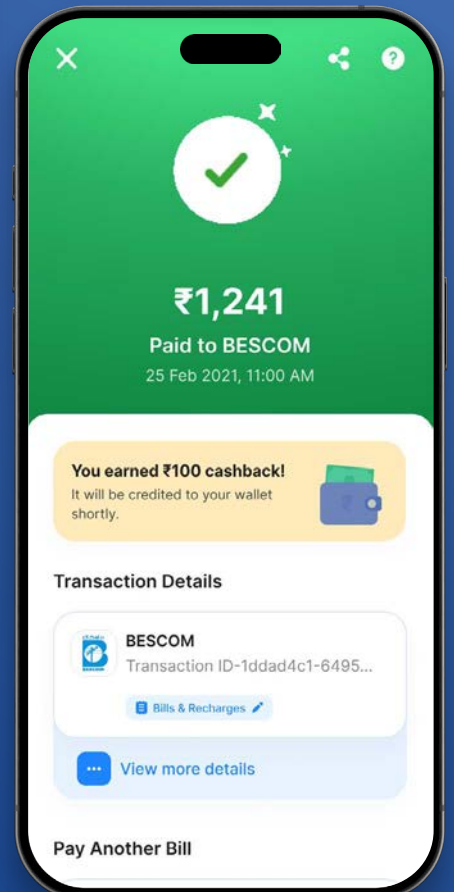 ₹1,241
Paid to BESCOM
25 Feb 2021, 11:00 AM
You earned ₹100 cashback!
It will be credited to your wallet
shortly.
Transaction Details
BESCOM
Transaction ID-1ddad4c1-6495...
Bills & Recharges
View more details
Pay Another Bill